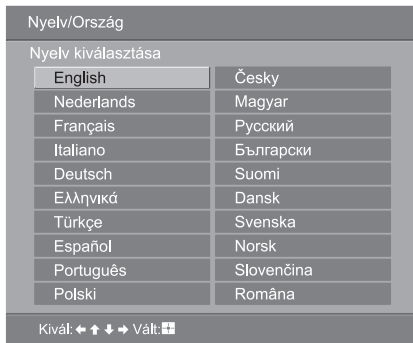 Nyelv/Ország
Nyelv kiválasztása
English
Nederlands
Français
Italiano
Deutsch
Ελληνικά
Türkçe
Español
Português
Polski
Česky
Magyar
Русский
Български
Suomi
Dansk
Svenska
Norsk
Slovenčina
Româna
Kivál: Vált: